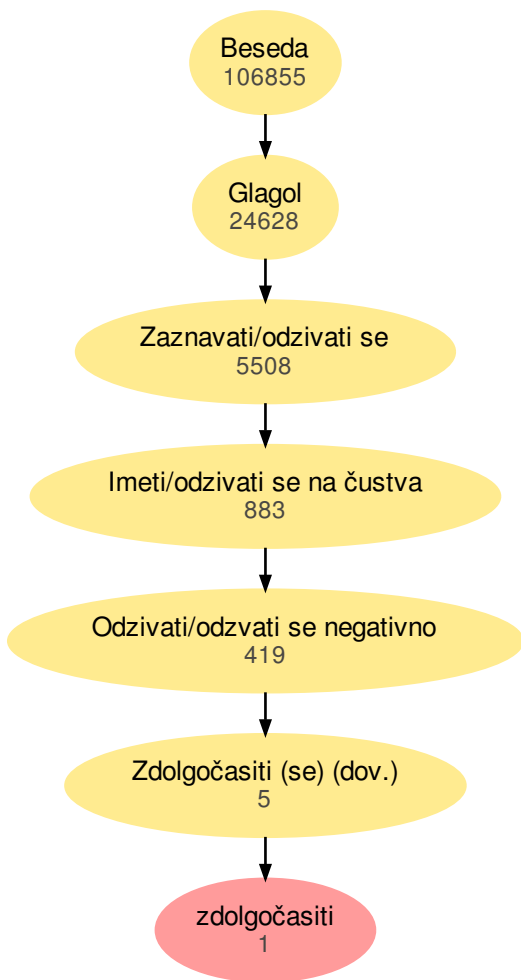 Beseda
106855
Glagol
24628
Zaznavati/odzivati se
5508
Imeti/odzivati se na čustva
883
Odzivati/odzvati se negativno
419
Zdolgočasiti (se) (dov.)
5
zdolgočasiti
1